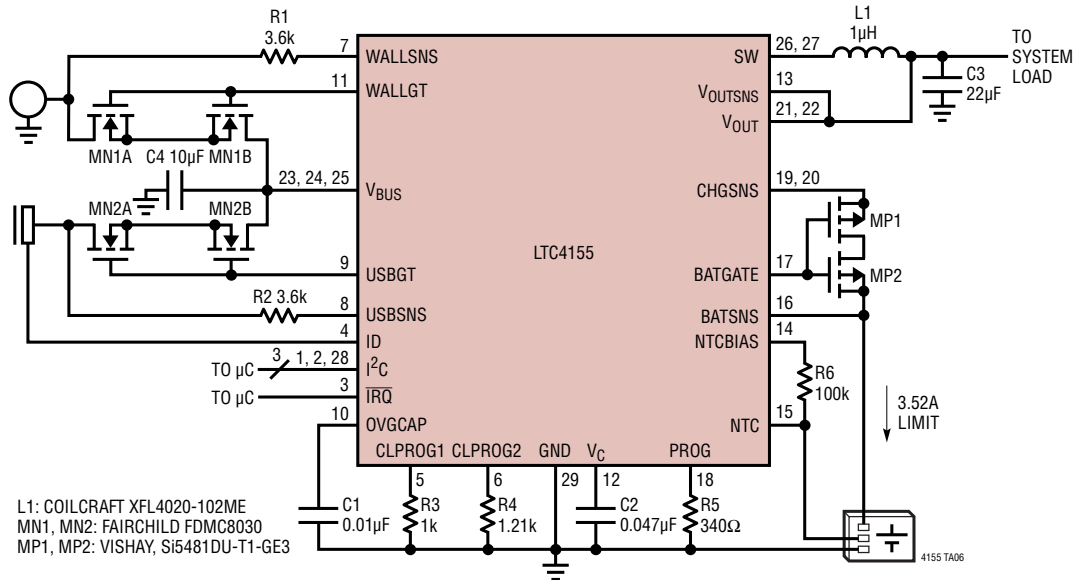 R1
3.6k
7
WALLSNS
11
WALLGT
MN1A
C4 10µF
MN1B
23, 24, 25
VBUS
MN2A
MN2B
9
USBGT
R2 3.6k
8
USBSNS
4
ID
TO µC
3
1, 2, 28
I2C
TO µC
3
IRQ
10
OVGCAP
LTC4155
L1
1µH
26, 27
SW
TO
SYSTEM
LOAD
13
VOUTSNS
C3
22µF
21, 22
VOUT
19, 20
CHGSNS
MP1
17
BATGATE
MP2
16
BATSNS
14
NTCBIAS
R6
100k
3.52A
LIMIT
15
NTC
CLPROG1
CLPROG2
GND
VC
PROG
5
6
29
12
18
C1
0.01µF
R3
1k
R4
1.21k
C2
0.047µF
R5
340Ω
L1: COILCRAFT XFL4020-102ME
MN1, MN2: FAIRCHILD FDMC8030
MP1, MP2: VISHAY, Si5481DU-T1-GE3
4155 TA06